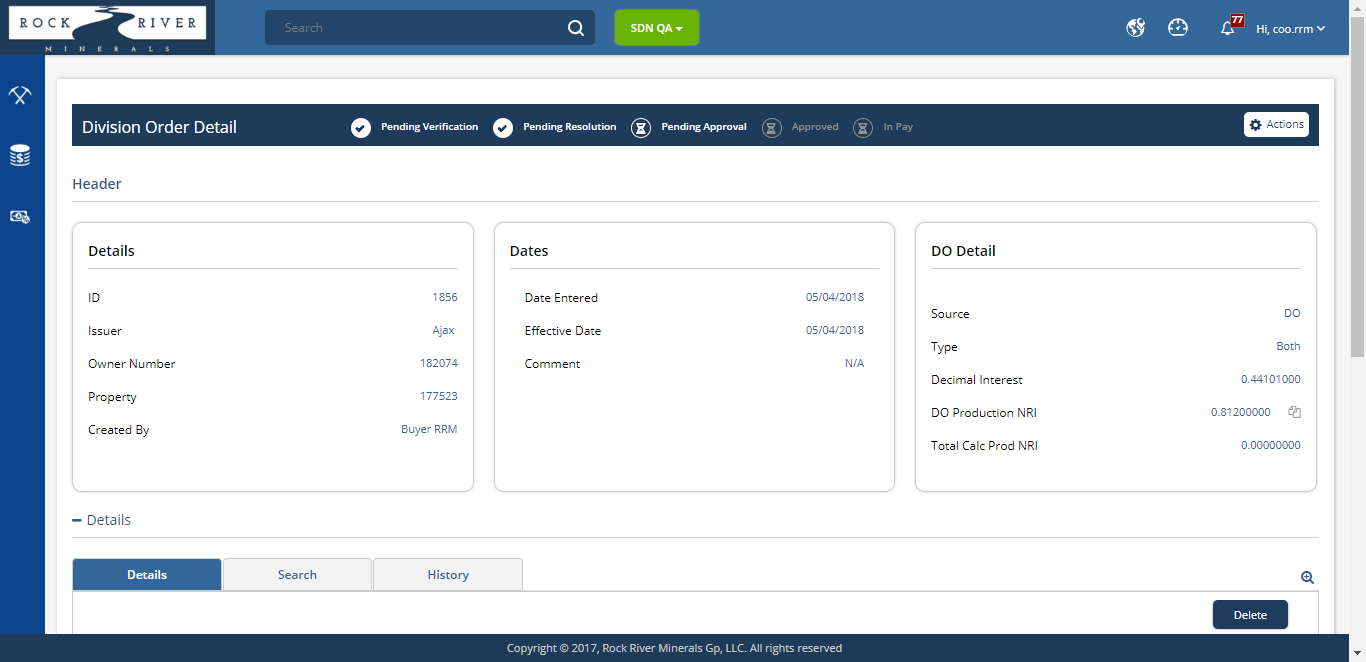 ROCK RIVER
MINERALS
Search
SDN QA
77
Hi, coo.rrm
Division Order Detail
Pending Verification
Pending Resolution
Pending Approval
Approved
In Pay
Actions
Header
Details
ID 1856
Issuer Ajax
Owner Number 182074
Property 177523
Created By Buyer RRM
Dates
Date Entered 05/04/2018
Effective Date 05/04/2018
Comment N/A
DO Detail
Source DO
Type Both
Decimal Interest 0.44101000
DO Production NRI 0.81200000
Total Calc Prod NRI 0.00000000
Details
Details Search History
Delete
Copyright © 2017, Rock River Minerals Gp, LLC. All rights reserved